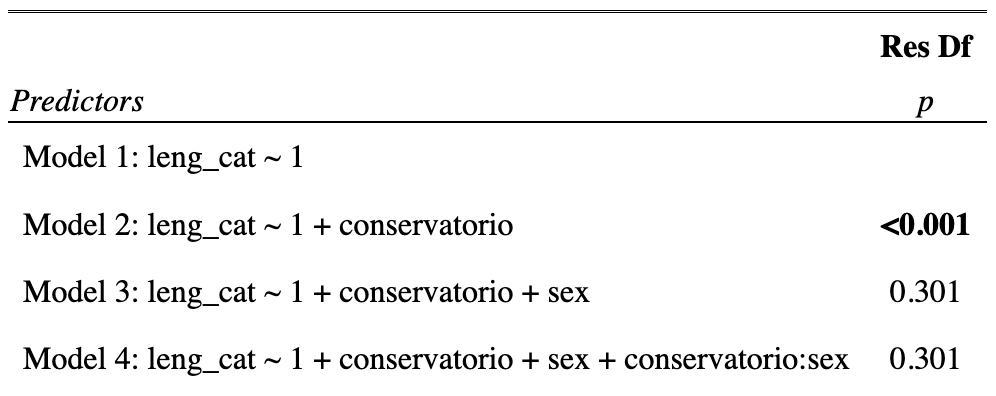 Res Df
Predictors p
Model 1: leng_cat ~ 1
Model 2: leng_cat ~ 1 + conservatorio <0.001
Model 3: leng_cat ~ 1 + conservatorio + sex 0.301
Model 4: leng_cat ~ 1 + conservatorio + sex + conservatorio:sex 0.301